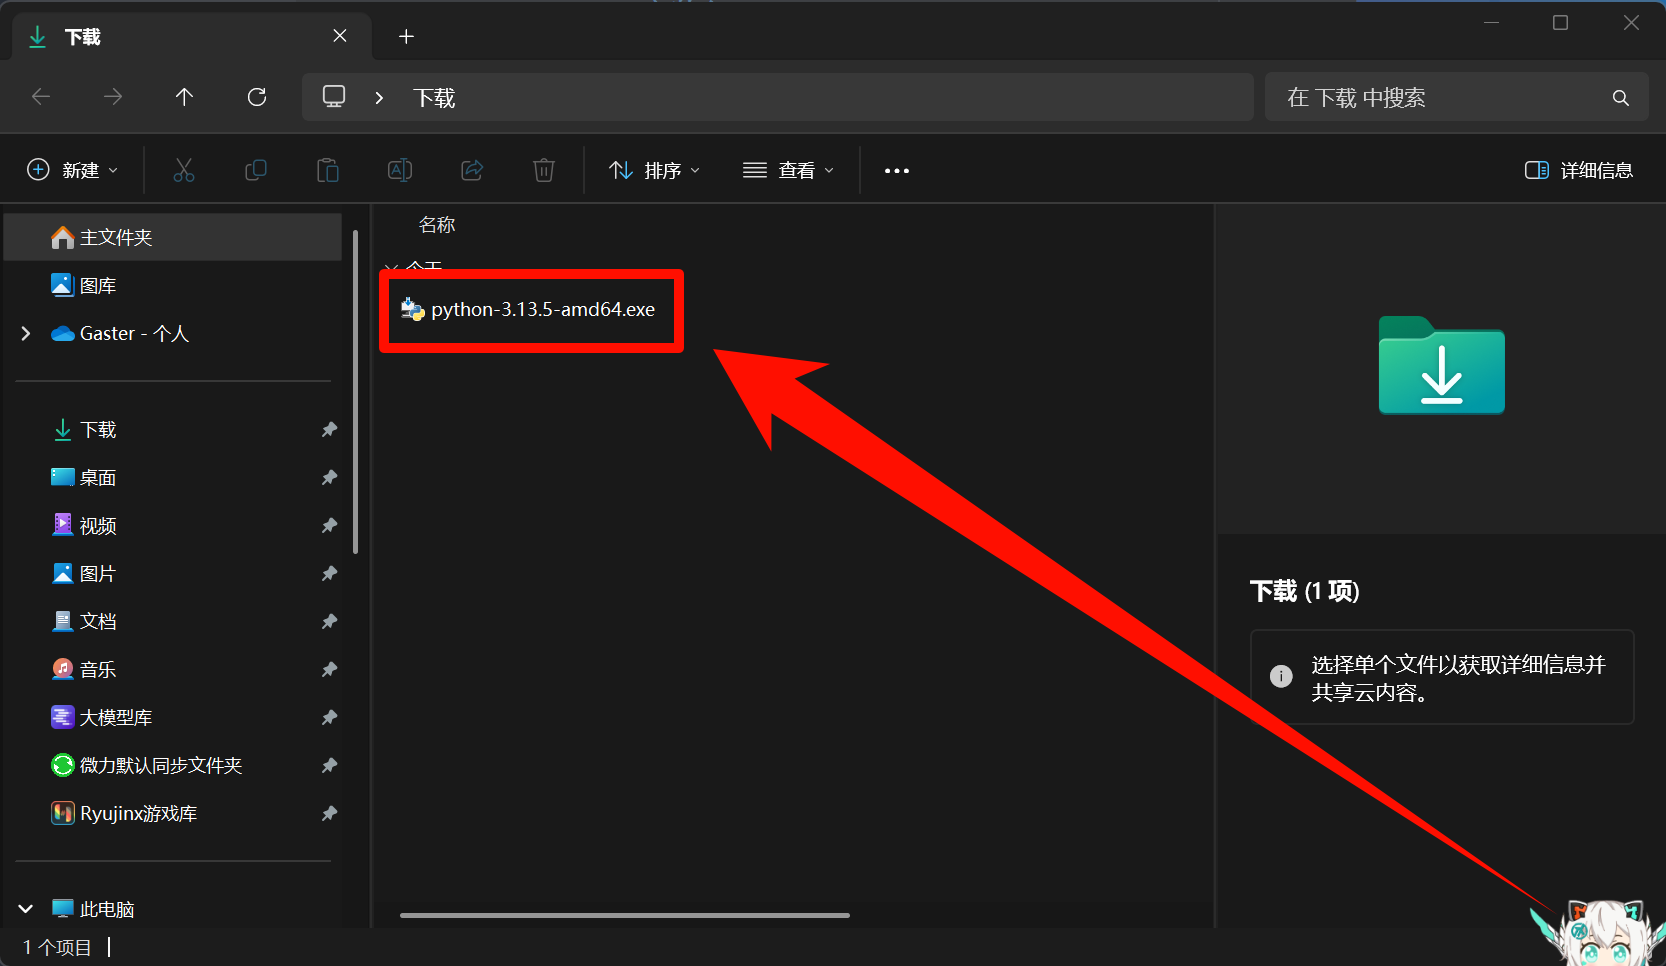 下载
下载
在 下载 中搜索
新建
排序
查看
详细信息
主文件夹
图库
Gaster - 个人
下载
桌面
视频
图片
文档
音乐
大模型库
微力默认同步文件夹
Ryujinx游戏库
此电脑
名称
今天
python-3.13.5-amd64.exe
下载 (1 项)
选择单个文件以获取详细信息并
共享云内容。
1 个项目